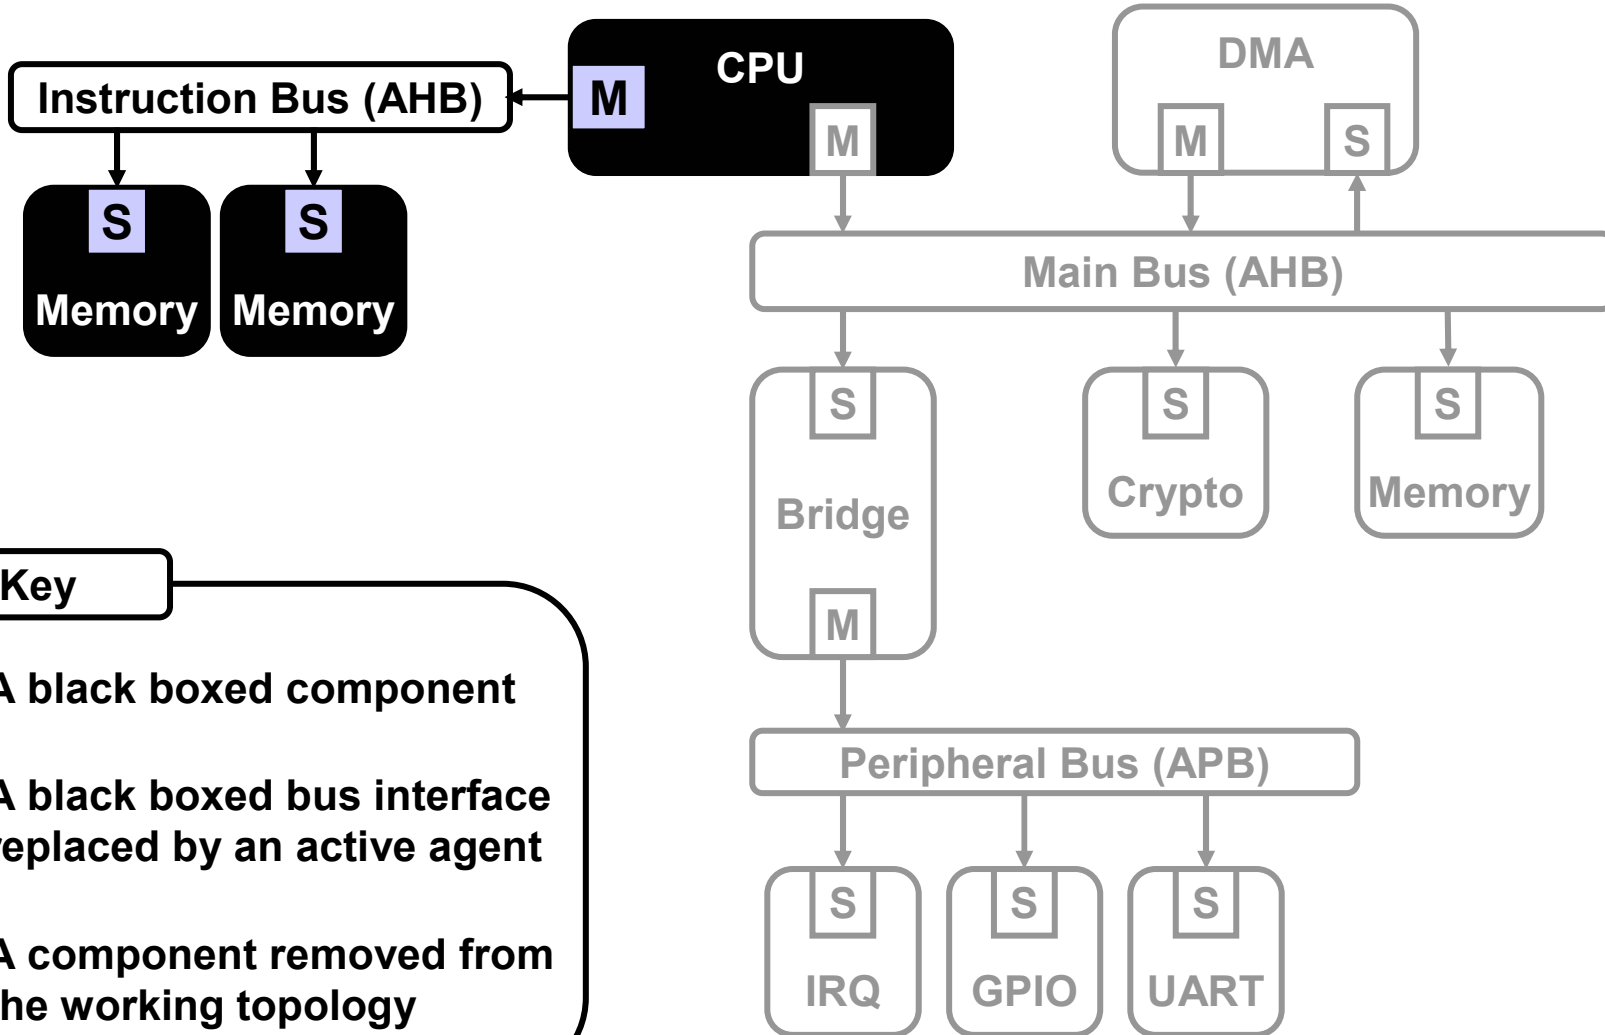 CPU
DMA
Instruction Bus (AHB)
M
M
M
S
S
S
Memory
Memory
Main Bus (AHB)
S
S
S
Bridge
Crypto
Memory
Key
M
A black boxed component
Peripheral Bus (APB)
A black boxed bus interface
replaced by an active agent
S
S
S
A component removed from
the working topology
IRQ
GPIO
UART